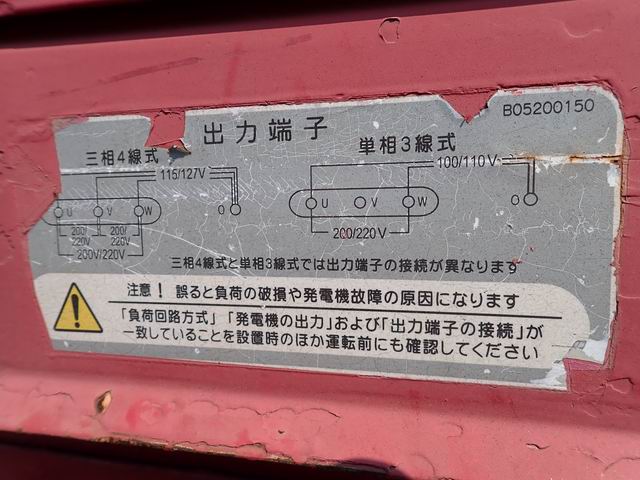 B05200150
出力端子
三相4線式
単相3線式
115/127V
100/110V
U V W O
U V W O
200/220V 200/220V
200V/220V
200/220V
三相4線式と単相3線式では出力端子の接続が異なります
注意！ 誤ると負荷の破損や発電機故障の原因になります
「負荷回路方式」「発電機の出力」および「出力端子の接続」が
一致していることを設置時のほか運転前にも確認してください